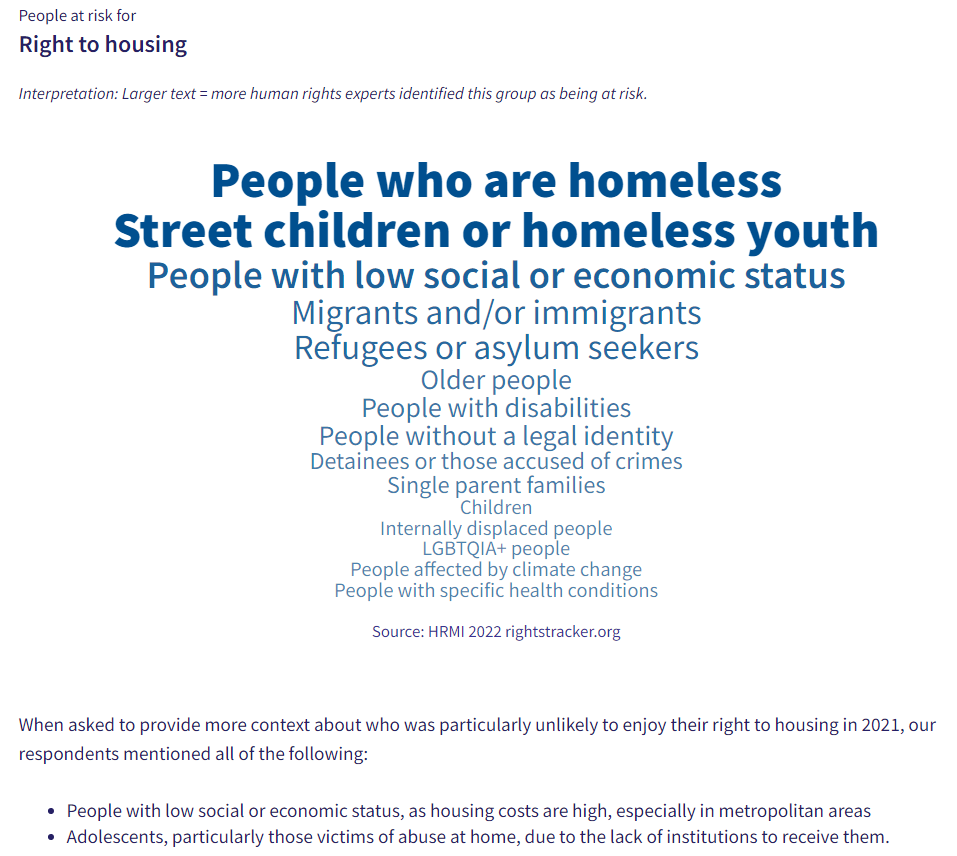 People at risk for
Right to housing
Interpretation: Larger text = more human rights experts identified this group as being at risk.
People who are homeless
Street children or homeless youth
People with low social or economic status
Migrants and/or immigrants
Refugees or asylum seekers
Older people
People with disabilities
People without a legal identity
Detainees or those accused of crimes
Single parent families
Children
Internally displaced people
LGBTQIA+ people
People affected by climate change
People with specific health conditions
Source: HRMI 2022 rightstracker.org
When asked to provide more context about who was particularly unlikely to enjoy their right to housing in 2021, our
respondents mentioned all of the following:
• People with low social or economic status, as housing costs are high, especially in metropolitan areas
• Adolescents, particularly those victims of abuse at home, due to the lack of institutions to receive them.